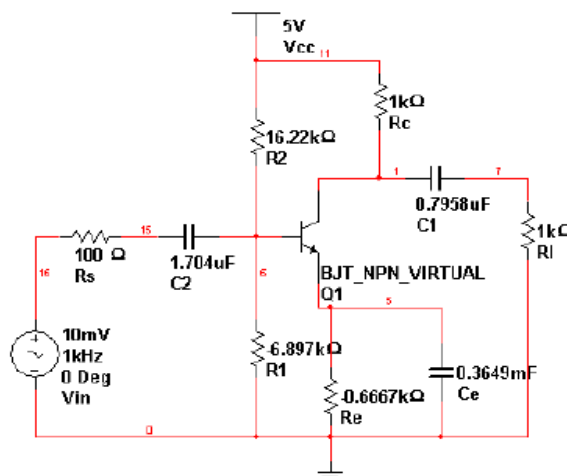 5V
Vcc
11
1kΩ
Rc
16.22kΩ
R2
1
7
0.7958uF
C1
1kΩ
Rl
15
16
100 Ω
Rs
1.704uF
C2
6
BJT_NPN_VIRTUAL
Q1
5
10mV
1kHz
0 Deg
Vin
6.897kΩ
R1
0.6667kΩ
Re
0.3649mF
Ce
0